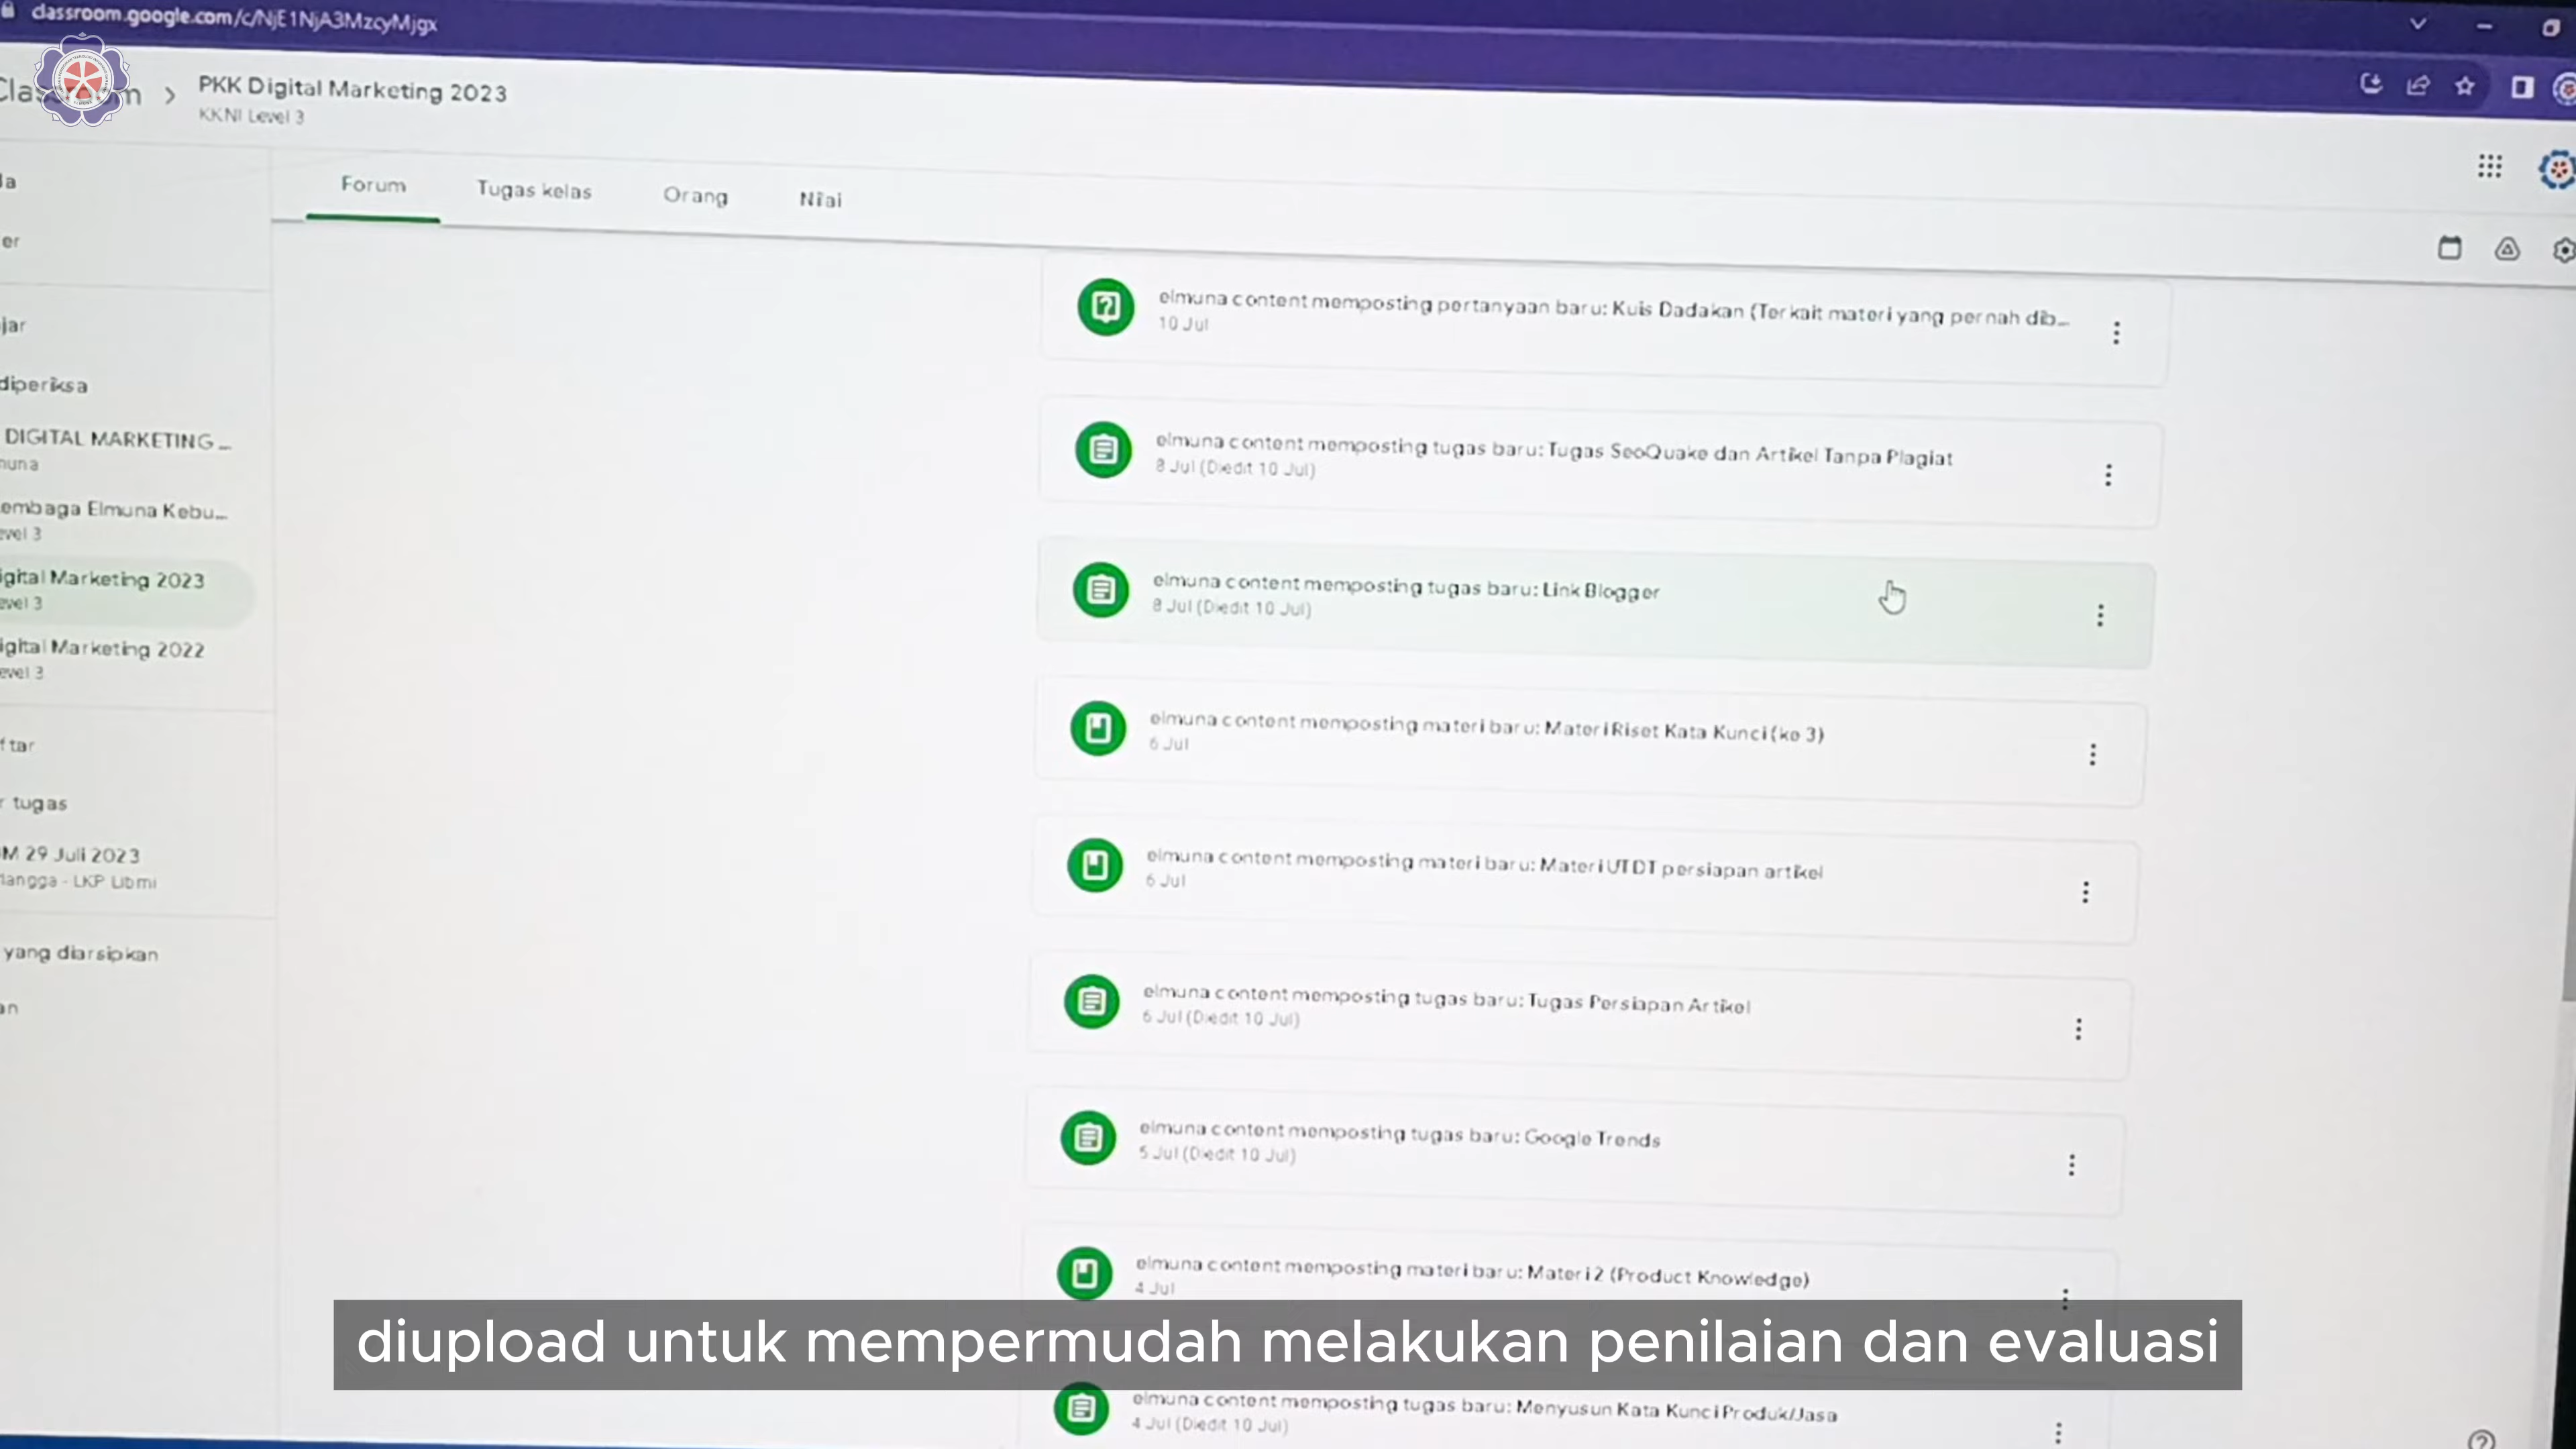 classroom.google.com/c/NjE1NjA3MzcyMjgx
PKK Digital Marketing 2023
KKNI Level 3
Forum
Tugas kelas
Orang
Nilai
diperiksa
DIGITAL MARKETING ...
Elmuna Kebu...
Marketing 2023
3
Marketing 2022
3
tugas
29 Juli 2023
- LKP Libmi
yang diarsipkan
elmuna content memposting pertanyaan baru: Kuis Dadakan (Terkait materi yang pernah dib...
10 Jul
elmuna content memposting tugas baru: Tugas SeoQuake dan Artikel Tanpa Plagiat
8 Jul (Diedit 10 Jul)
elmuna content memposting tugas baru: Link Blogger
8 Jul (Diedit 10 Jul)
elmuna content memposting materi baru: Materi Riset Kata Kunci (ke 3)
6 Jul
elmuna content memposting materi baru: Materi UTDT persiapan artikel
6 Jul
elmuna content memposting tugas baru: Tugas Persiapan Artikel
6 Jul (Diedit 10 Jul)
elmuna content memposting tugas baru: Google Trends
5 Jul (Diedit 10 Jul)
elmuna content memposting materi baru: Materi 2 (Product Knowledge)
4 Jul
diupload untuk mempermudah melakukan penilaian dan evaluasi
elmuna content memposting tugas baru: Menyusun Kata Kunci Produk/Jasa
4 Jul (Diedit 10 Jul)